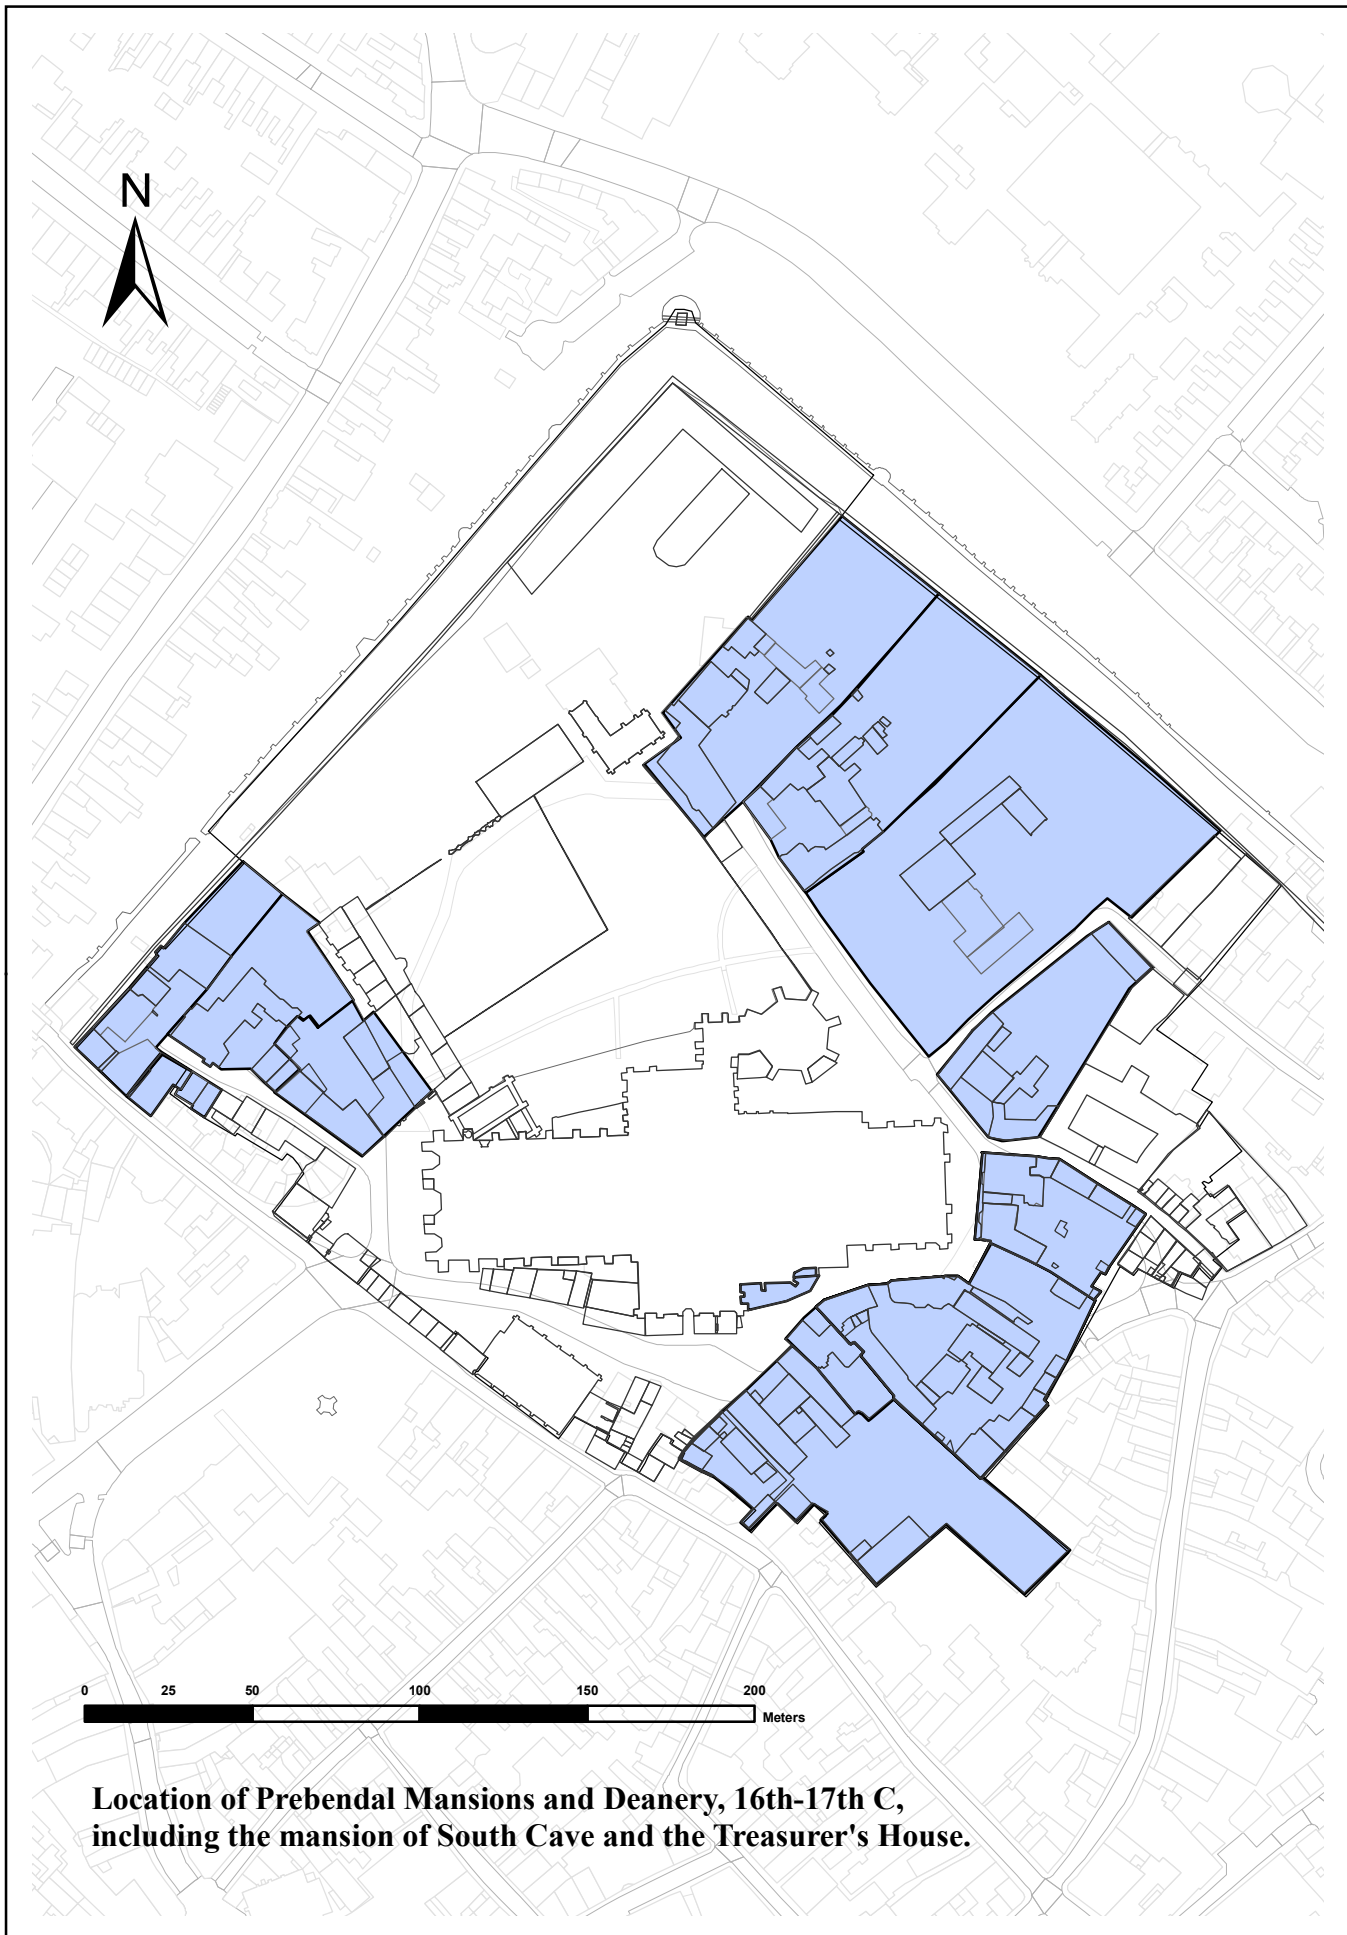 N
0 25 50 100 150 200
Meters
Location of Prebendal Mansions and Deanery, 16th-17th C,
including the mansion of South Cave and the Treasurer's House.